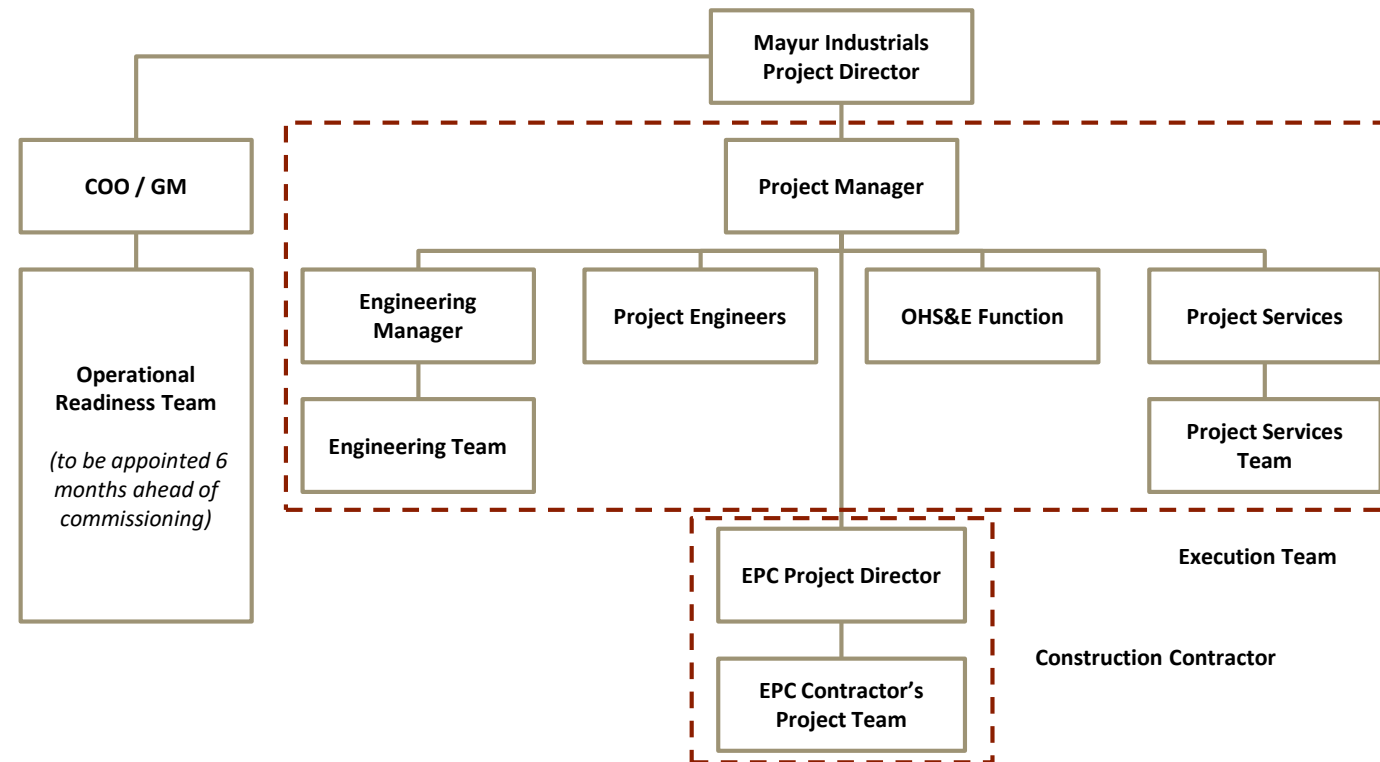 Mayur Industrials
Project Director
COO / GM
Project Manager
Operational
Readiness Team
(to be appointed 6
months ahead of
commissioning)
Engineering
Manager
Project Engineers
OHS&E Function
Project Services
Engineering Team
Project Services
Team
EPC Project Director
Execution Team
Construction Contractor
EPC Contractor’s
Project Team